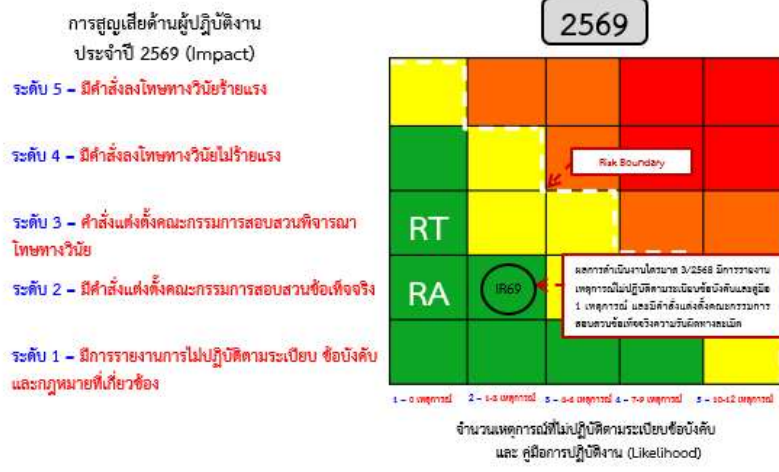 การสูญเสียด้านผู้ปฏิบัติงาน
ประจำปี 2569 (Impact)
2569
ระดับ 5 – มีคำสั่งลงโทษทางวินัยร้ายแรง
ระดับ 4 – มีคำสั่งลงโทษทางวินัยไม่ร้ายแรง
Risk Boundary
ระดับ 3 – คำสั่งแต่งตั้งคณะกรรมการสอบสวนพิจารณา
โทษทางวินัย
RT
ระดับ 2 – มีคำสั่งแต่งตั้งคณะกรรมการสอบสวนข้อเท็จจริง
RA
IR69
ผลการดำเนินงานไตรมาส 3/2568 มีการรายงาน
เหตุการณ์ไม่ปฏิบัติตามระเบียบข้อบังคับและคู่มือ
1 เหตุการณ์ และมีคำสั่งแต่งตั้งคณะกรรมการ
สอบสวนข้อเท็จจริงความรับผิดทางละเมิด
ระดับ 1 – มีการรายงานการไม่ปฏิบัติตามระเบียบ ข้อบังคับ
และกฎหมายที่เกี่ยวข้อง
1 – 0 เหตุการณ์ 2 – 1-3 เหตุการณ์ 3 – 4-6 เหตุการณ์ 4 – 7-9 เหตุการณ์ 5 – 10-12 เหตุการณ์
จำนวนเหตุการณ์ที่ไม่ปฏิบัติตามระเบียบข้อบังคับ
และ คู่มือการปฏิบัติงาน (Likelihood)